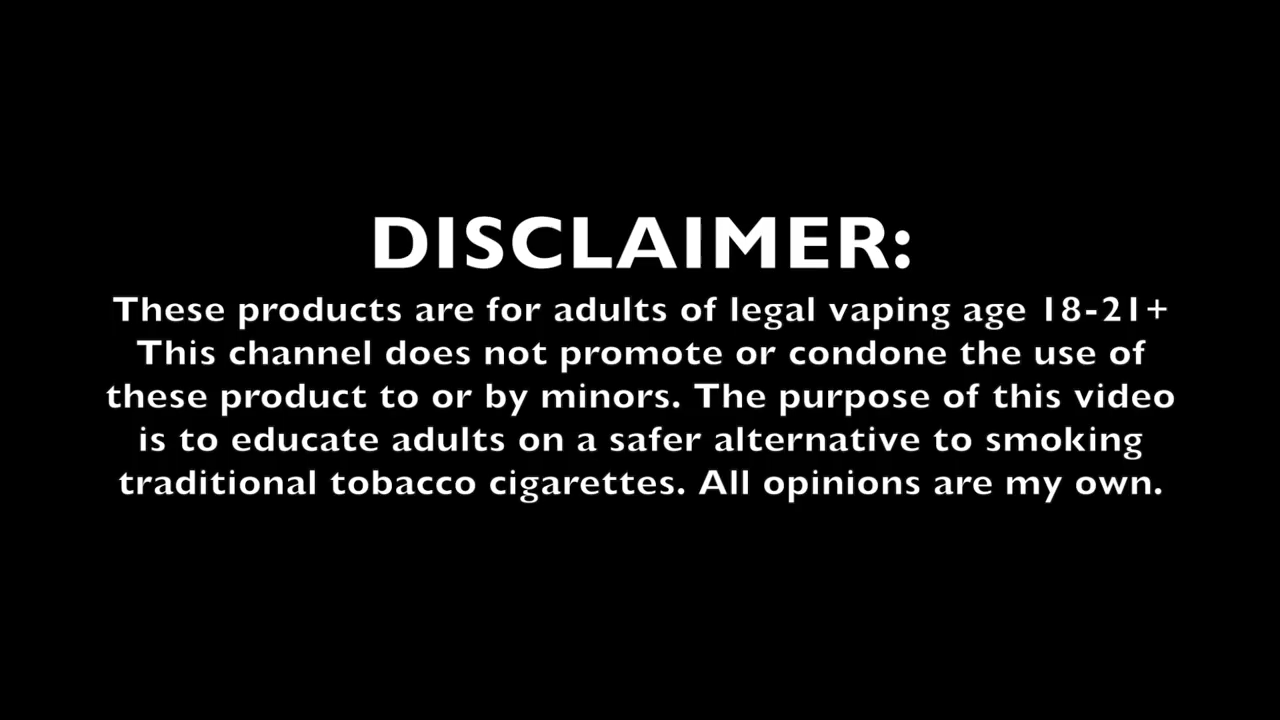 DISCLAIMER:
These products are for adults of legal vaping age 18-21+
This channel does not promote or condone the use of
these product to or by minors. The purpose of this video
is to educate adults on a safer alternative to smoking
traditional tobacco cigarettes. All opinions are my own.